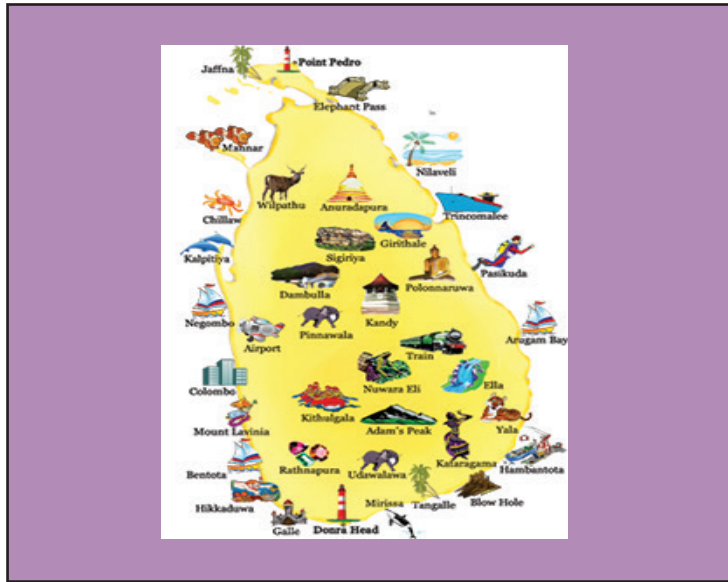 Point Pedro
Jaffna
Elephant Pass
Mahnar
Nilaveli
Wilpathu
Anuradapura
Chillaw
Trincomalee
Girithale
Sigiriya
Kalpitiya
Pasikuda
Polonnaruwa
Dambulla
Negombo
Pinnawala
Kandy
Arugam Bay
Airport
Train
Colombo
Nuwara Eli
Ella
Kithulgala
Mount Lavinia
Adam's Peak
Yala
Rathnapura
Udawalawa
Kataragama
Hambantota
Bentota
Hikkaduwa
Mirissa
Tangalle
Blow Hole
Galle
Donra Head